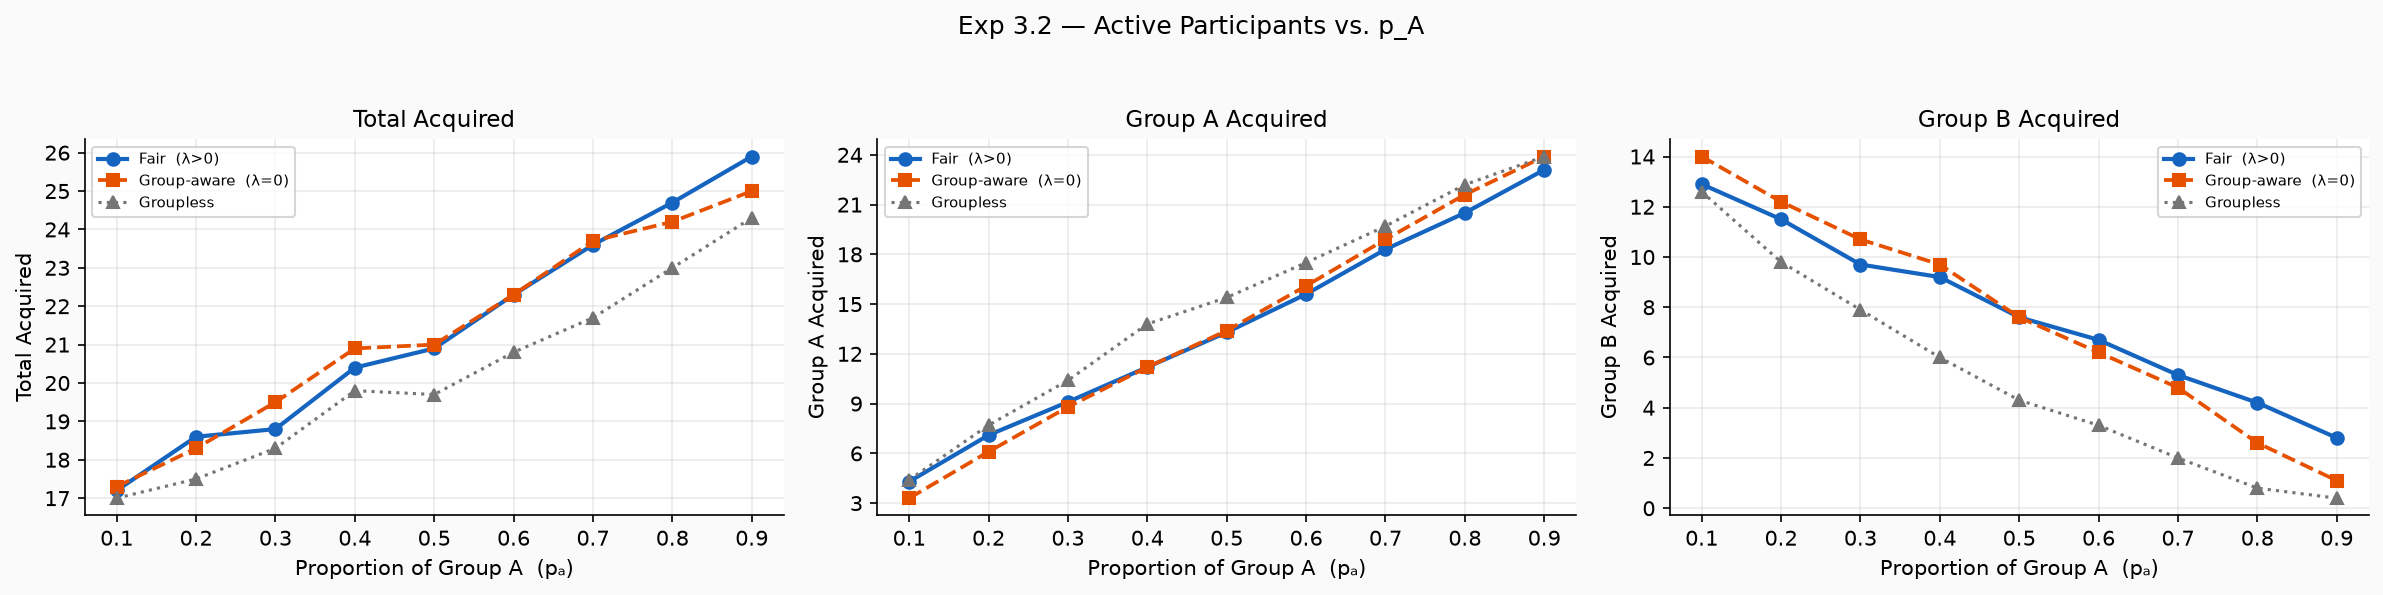 Exp 3.2 — Active Participants vs. p_A
Total Acquired
Total Acquired
26
25
24
23
22
21
20
19
18
17
Fair (λ>0)
Group-aware (λ=0)
Groupless
0.1 0.2 0.3 0.4 0.5 0.6 0.7 0.8 0.9
Proportion of Group A (pₐ)
Group A Acquired
Group A Acquired
24
21
18
15
12
9
6
3
Fair (λ>0)
Group-aware (λ=0)
Groupless
0.1 0.2 0.3 0.4 0.5 0.6 0.7 0.8 0.9
Proportion of Group A (pₐ)
Group B Acquired
Group B Acquired
14
12
10
8
6
4
2
0
Fair (λ>0)
Group-aware (λ=0)
Groupless
0.1 0.2 0.3 0.4 0.5 0.6 0.7 0.8 0.9
Proportion of Group A (pₐ)